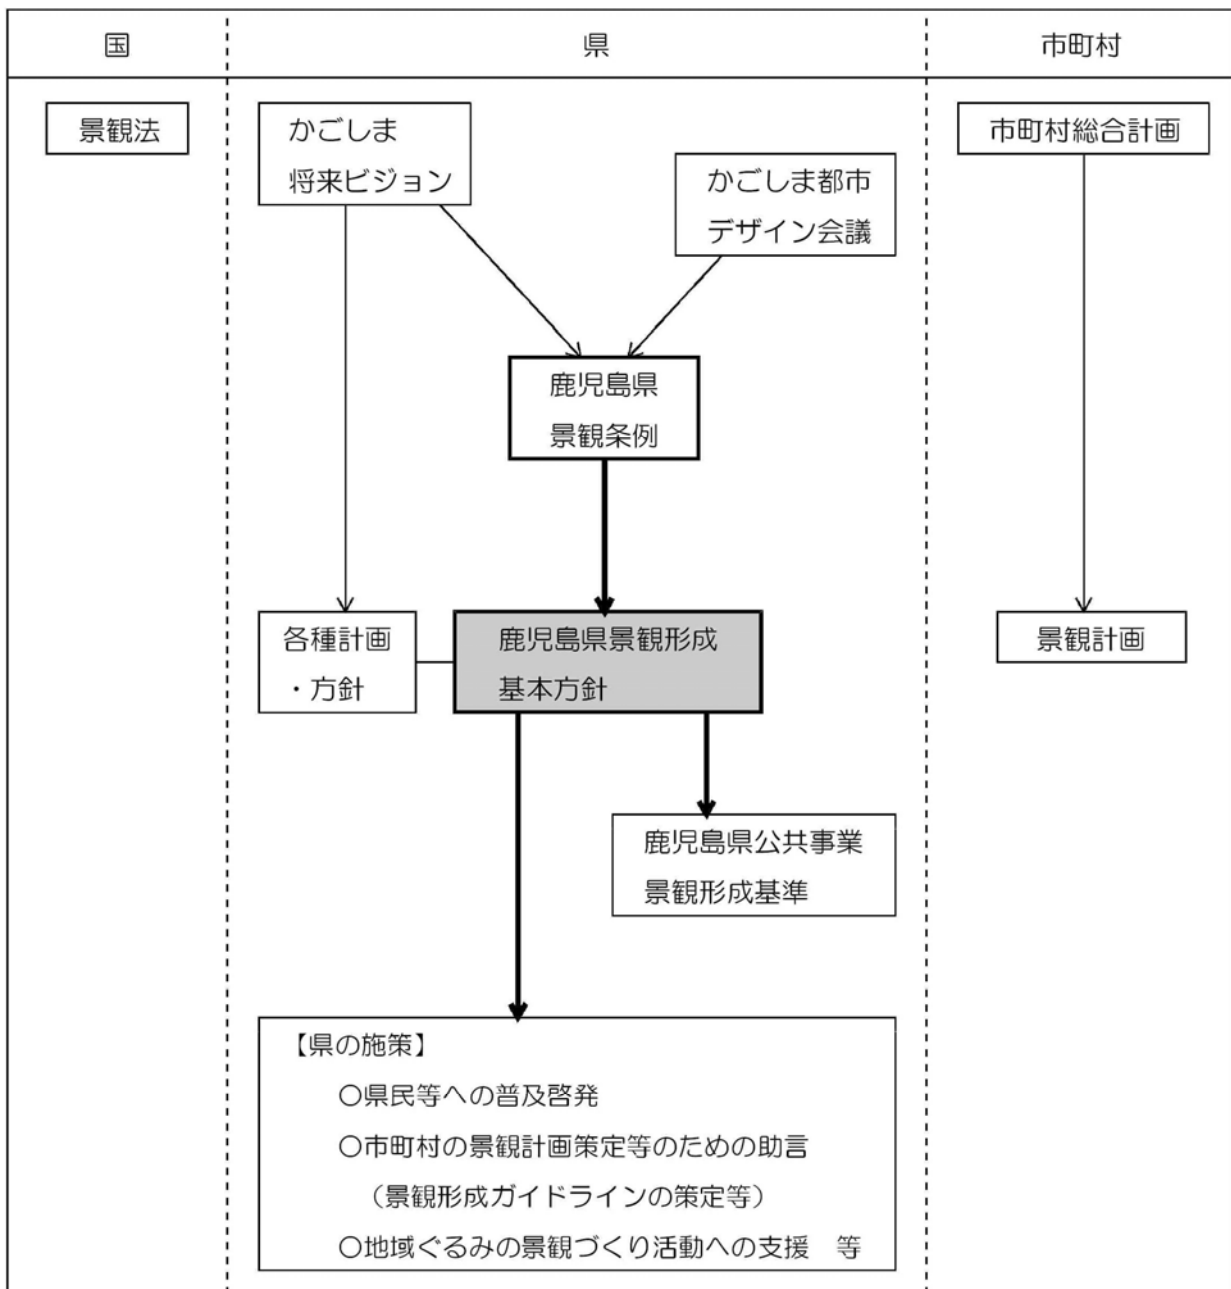 国
県
市町村
景観法
かごしま
将来ビジョン
かごしま都市
デザイン会議
市町村総合計画
鹿児島県
景観条例
各種計画
・方針
鹿児島県景観形成
基本方針
景観計画
鹿児島県公共事業
景観形成基準
【県の施策】
○県民等への普及啓発
○市町村の景観計画策定等のための助言
（景観形成ガイドラインの策定等）
○地域ぐるみの景観づくり活動への支援　等